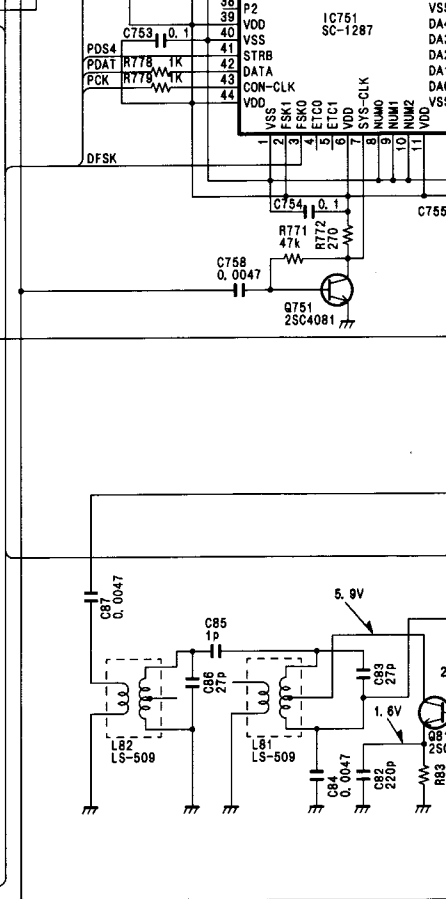 38
P2
39
VDD
40
VSS
41
STRB
42
DATA
43
CON-CLK
44
VDD
IC751
SC-1287
C753
0.1
PDS4
PDAT
R778
1K
PCK
R779
1K
VSS
FSK1
FSK0
ETC0
ETC1
VDD
SYS-CLK
NUM0
NUM1
NUM2
VDD
1
2
3
4
5
6
7
8
9
10
11
DFSK
C754
0.1
C755
R771
47k
R772
270
C758
0.0047
Q751
2SC4081
C87
0.0047
C85
1p
5.9V
C86
27p
C83
27p
1.6V
L82
LS-509
L81
LS-509
C84
0.0047
C82
220p
R83